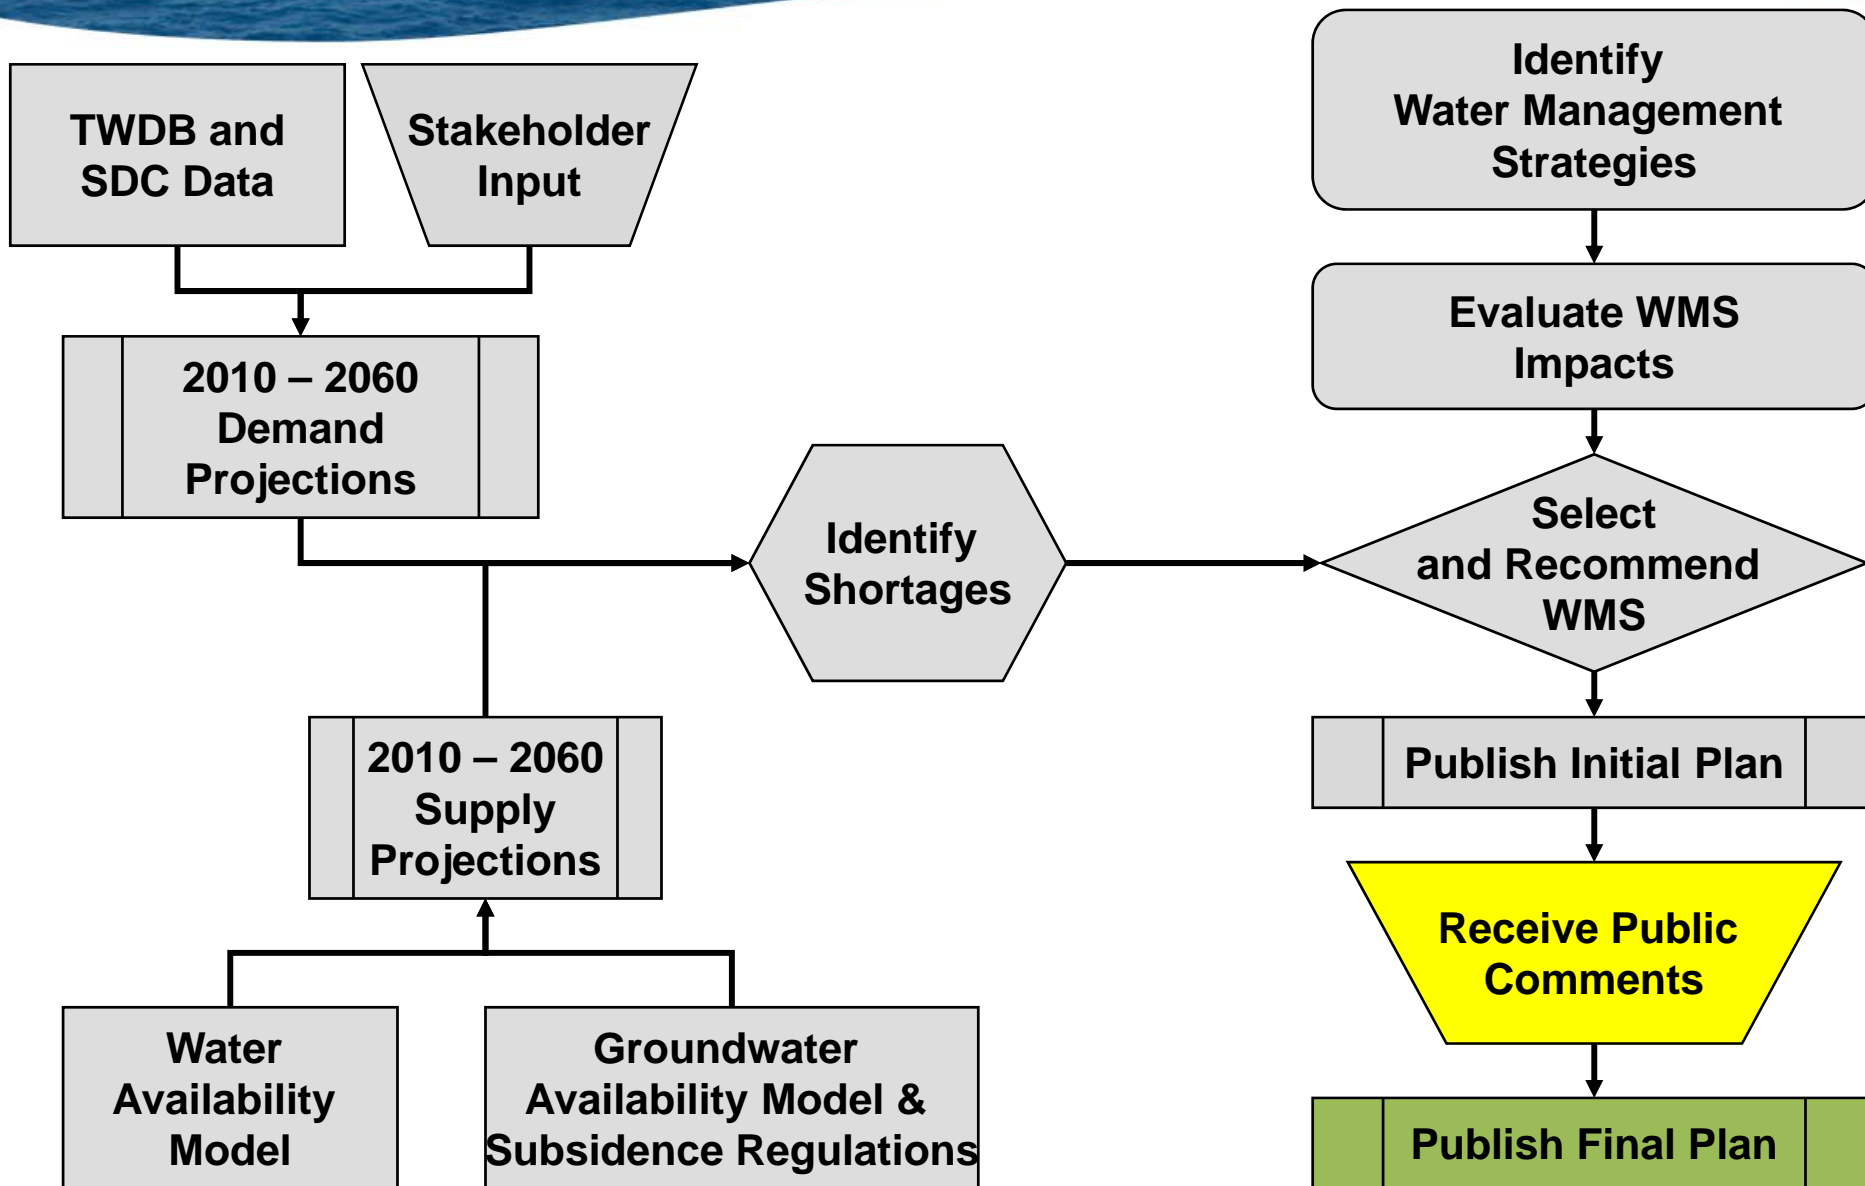 TWDB and
SDC Data
Stakeholder
Input
2010 – 2060
Demand
Projections
Identify
Shortages
2010 – 2060
Supply
Projections
Water
Availability
Model
Groundwater
Availability Model &
Subsidence Regulations
Identify
Water Management
Strategies
Evaluate WMS
Impacts
Select
and Recommend
WMS
Publish Initial Plan
Receive Public
Comments
Publish Final Plan